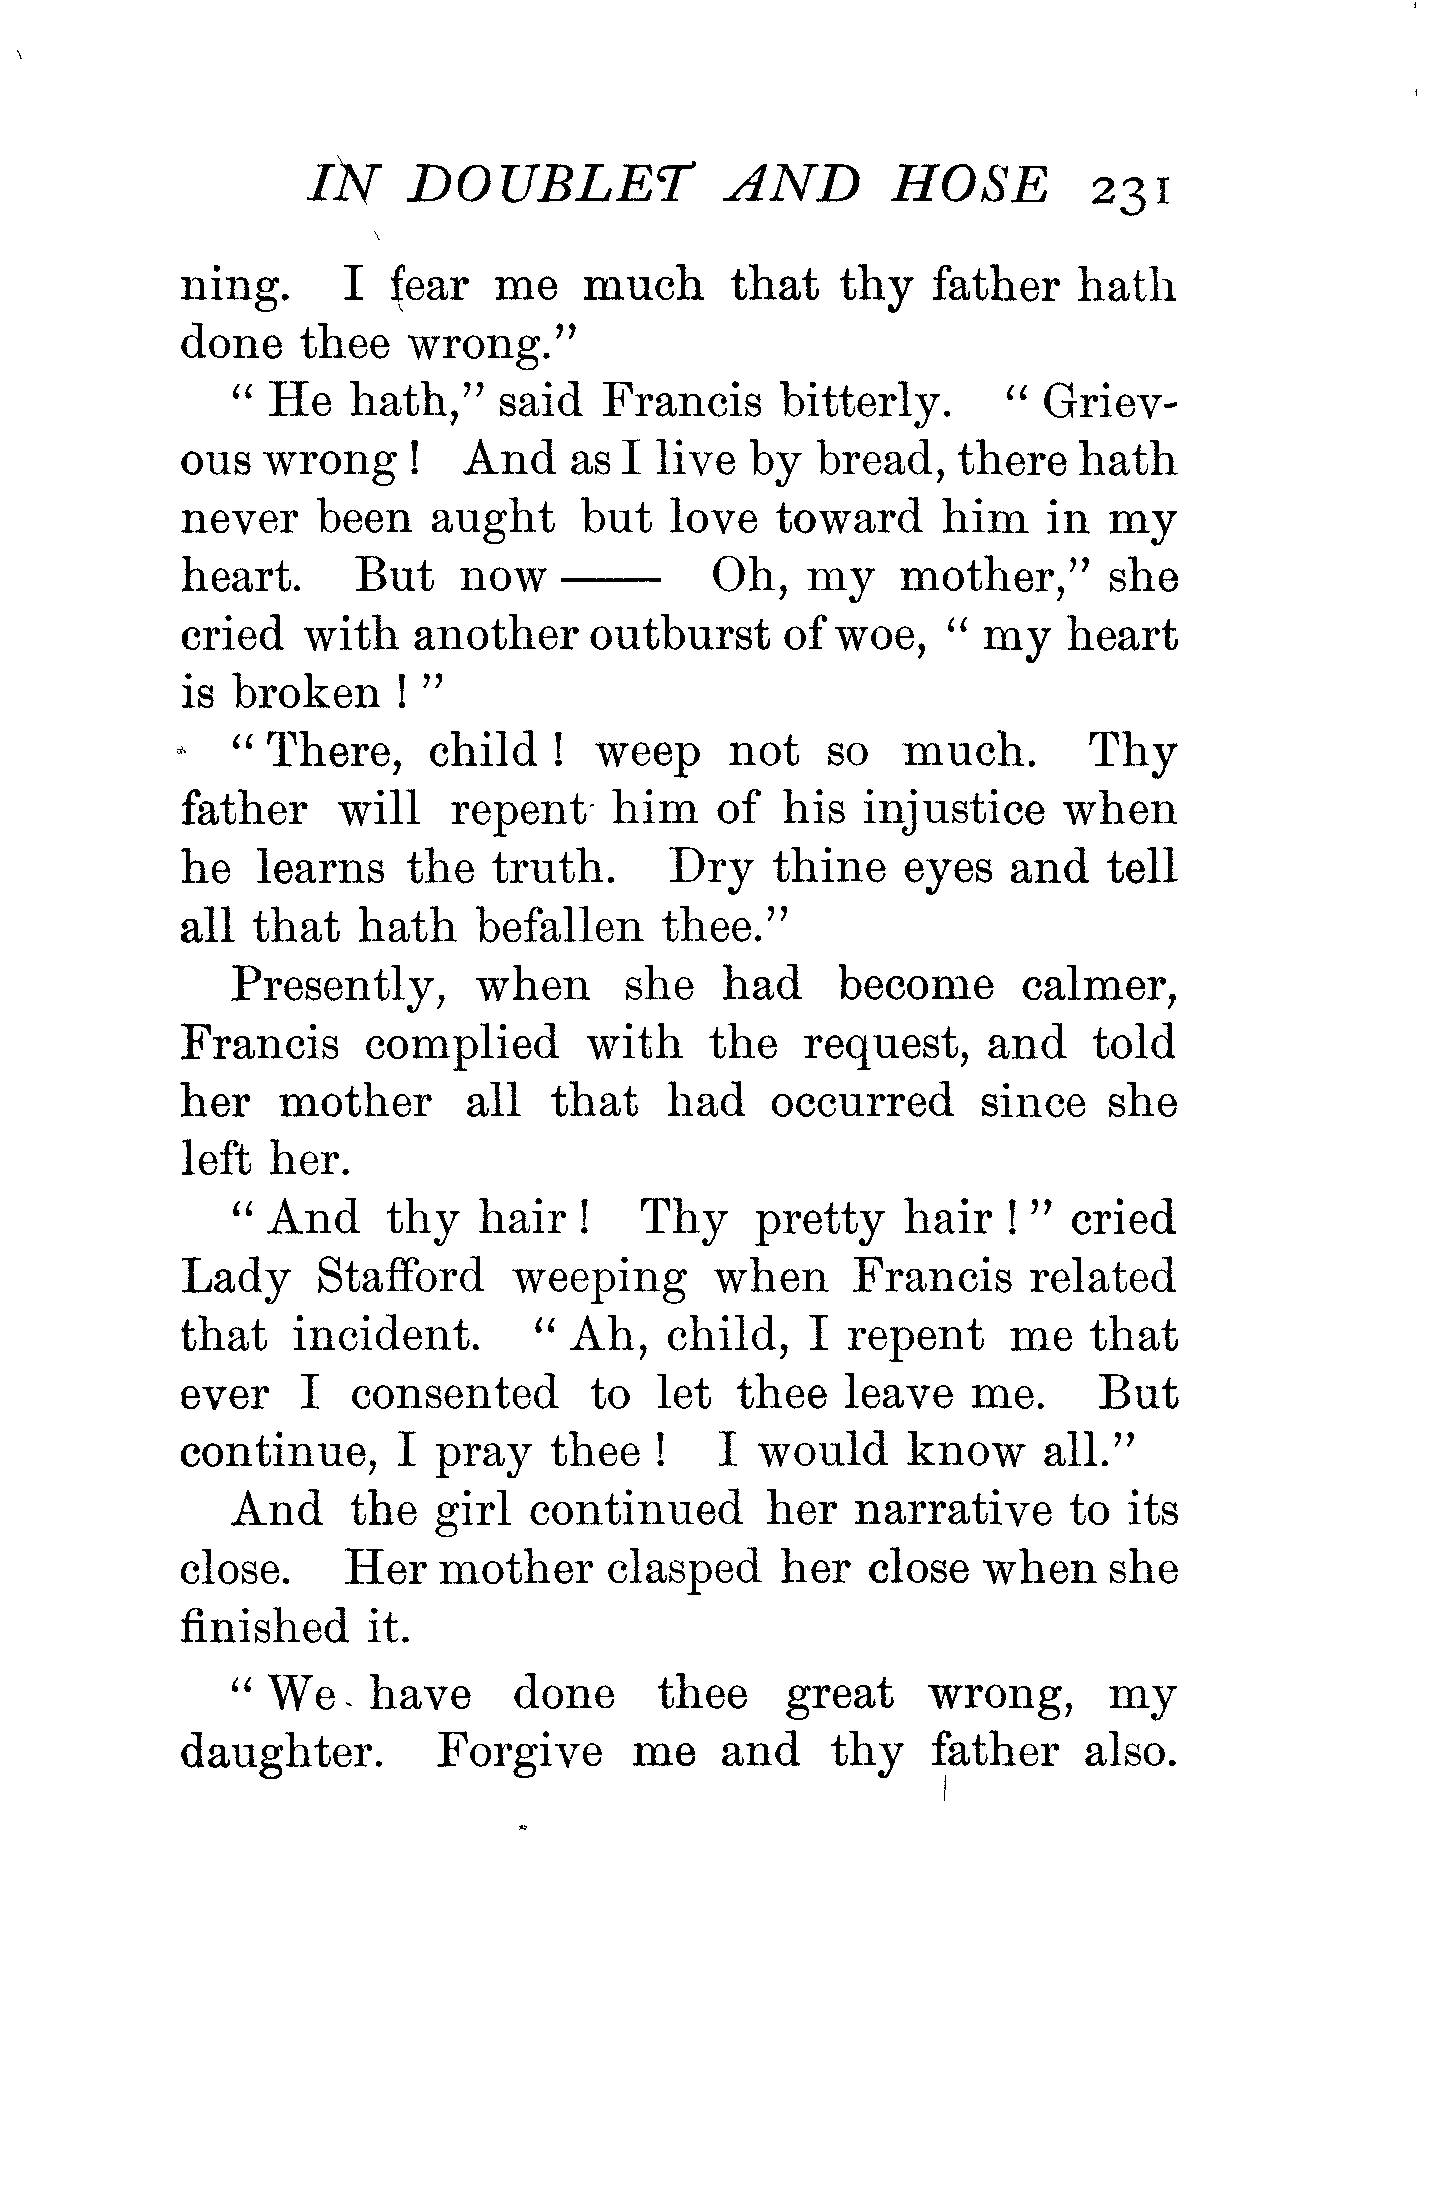 IN DOUBLET AND HOSE 231
ning. I fear me much that thy father hath
done thee wrong."
"He hath," said Francis bitterly. "Griev-
ous wrong! And as I live by bread, there hath
never been aught but love toward him in my
heart. But now —— Oh, my mother," she
cried with another outburst of woe, "my heart
is broken!"
"There, child! weep not so much. Thy
father will repent him of his injustice when
he learns the truth. Dry thine eyes and tell
all that hath befallen thee."
Presently, when she had become calmer,
Francis complied with the request, and told
her mother all that had occurred since she
left her.
"And thy hair! Thy pretty hair!" cried
Lady Stafford weeping when Francis related
that incident. "Ah, child, I repent me that
ever I consented to let thee leave me. But
continue, I pray thee! I would know all."
And the girl continued her narrative to its
close. Her mother clasped her close when she
finished it.
"We have done thee great wrong, my
daughter. Forgive me and thy father also.